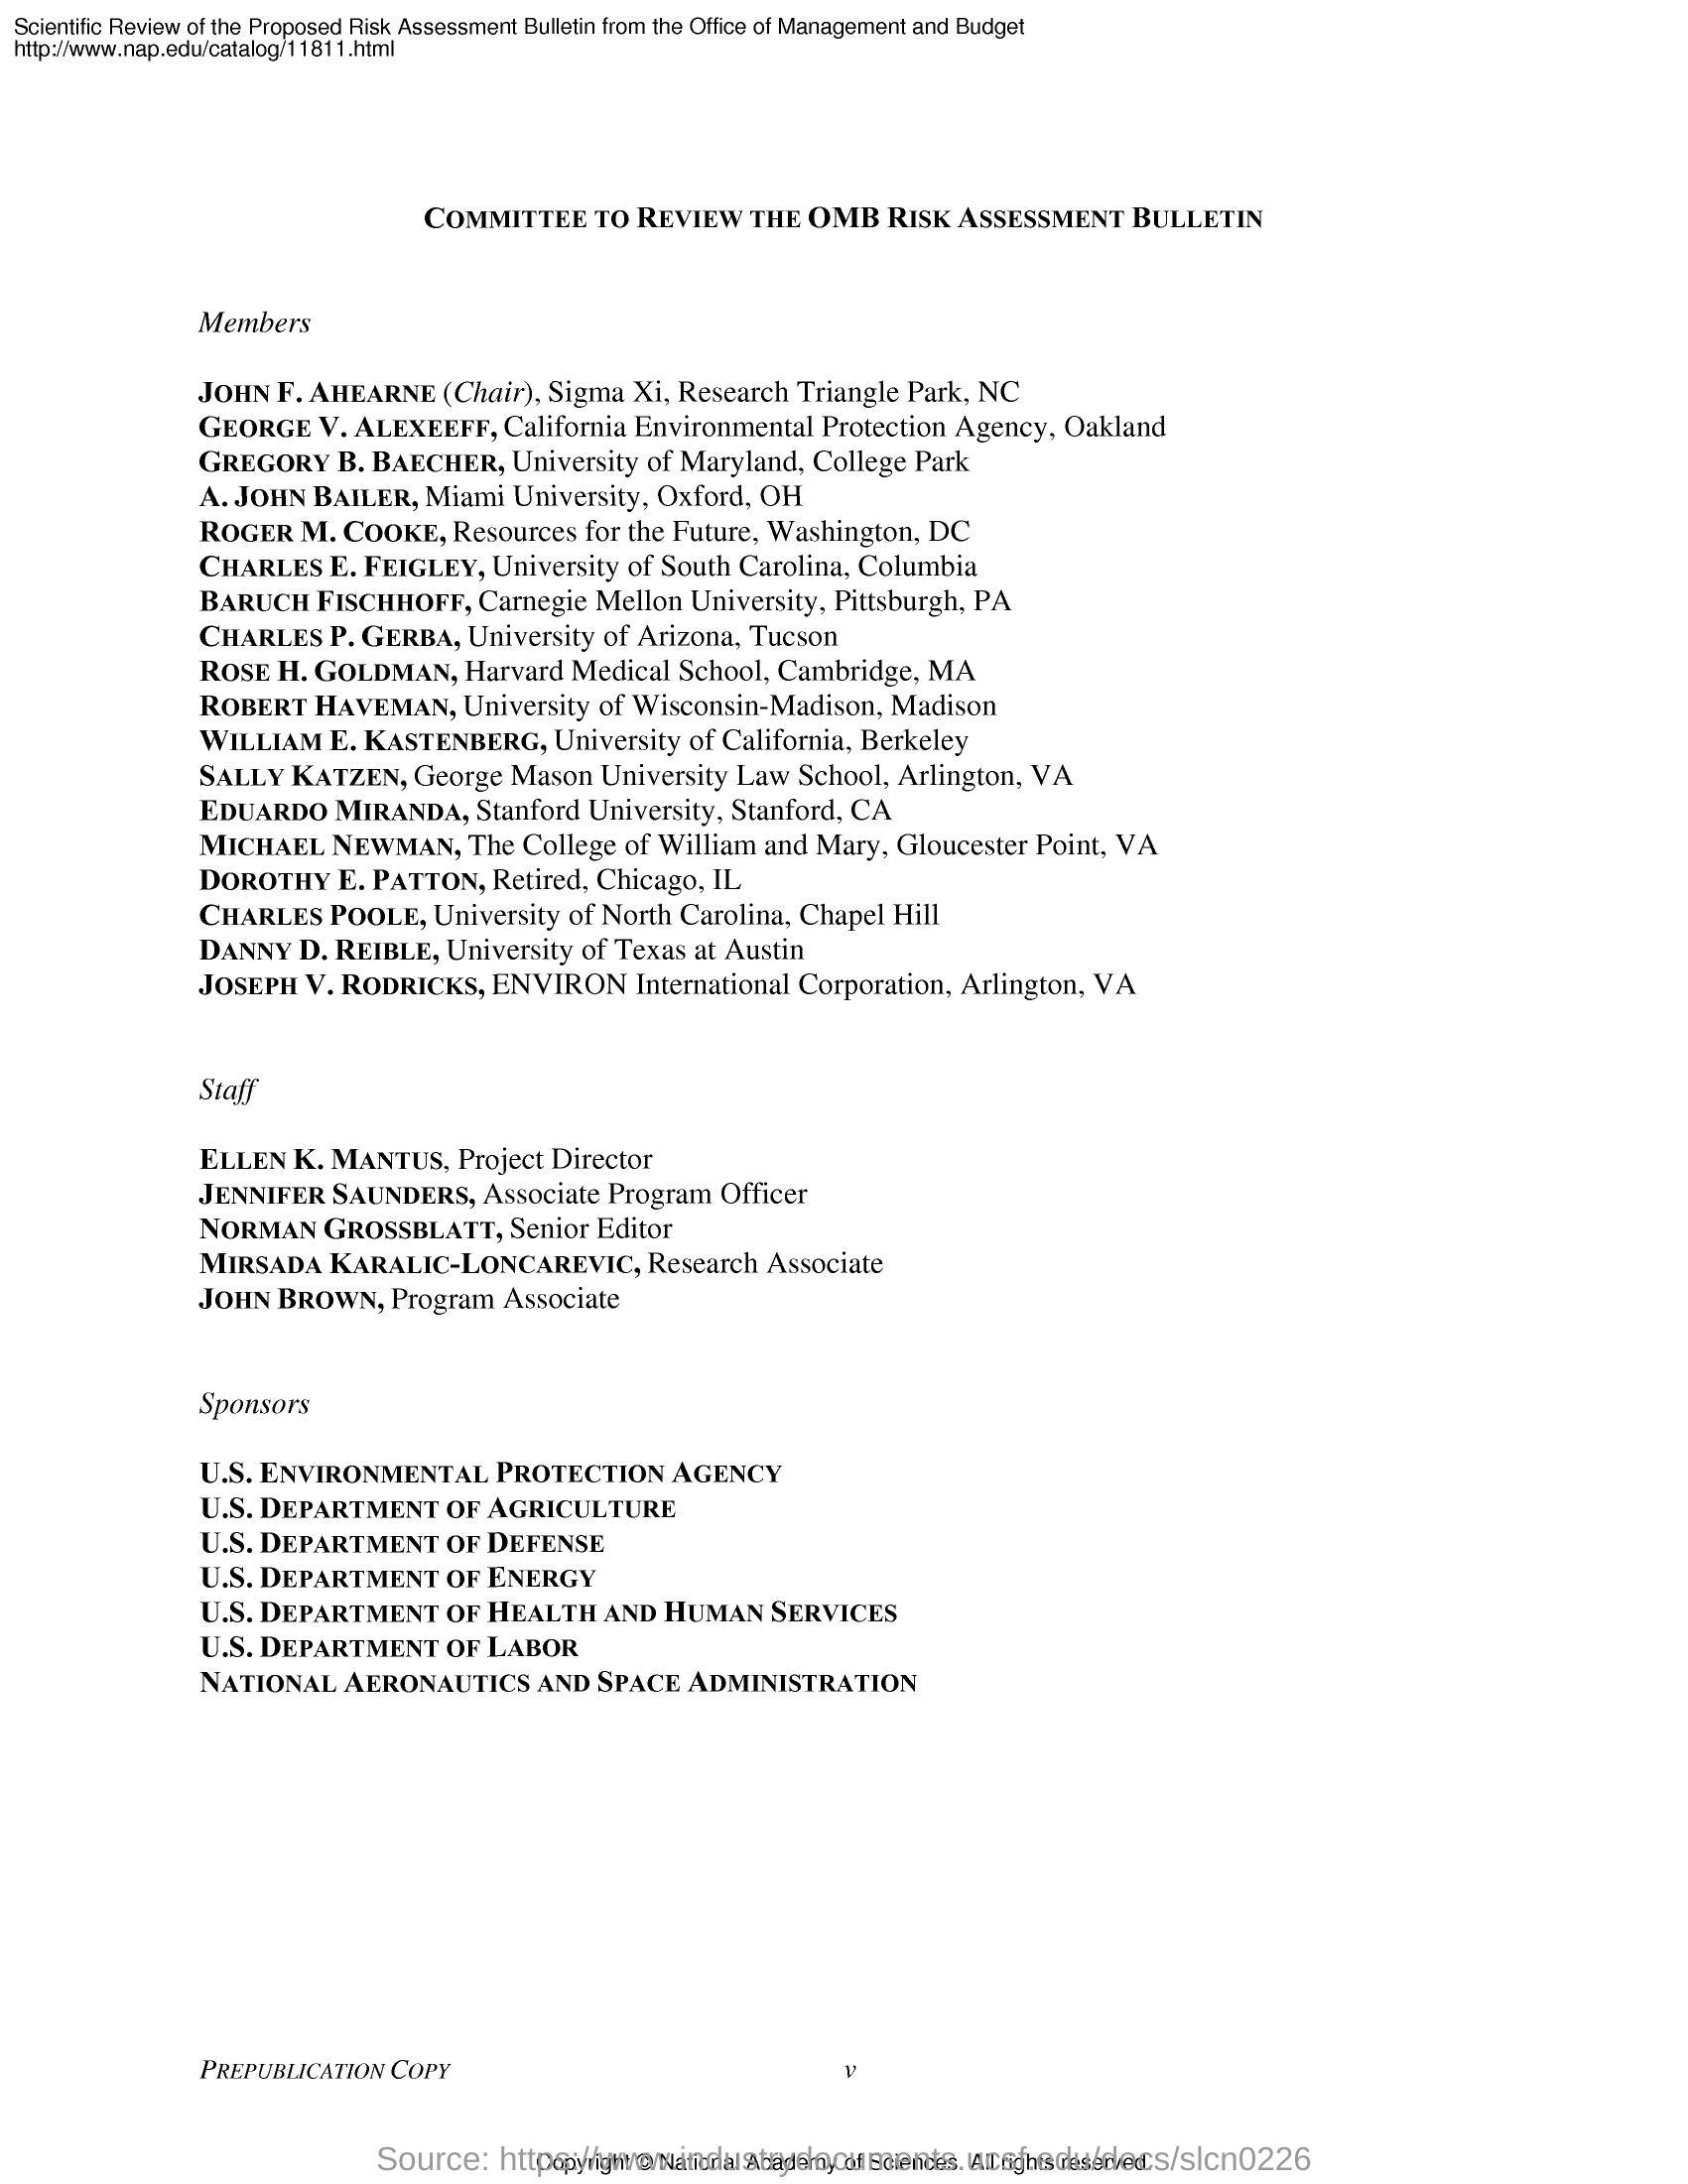 Scientific Review of the Proposed Risk Assessment Bulletin from the Office of Management and Budget
http://www.nap.edu/catalog/11811.html
COMMITTEE TO REVIEW THE OMB RISK ASSESSMENT BULLETIN
Members
JOHN F. AHEARNE (Chair), Sigma Xi, Research Triangle Park, NC
GEORGE V. ALEXEEFF, California Environmental Protection Agency, Oakland
GREGORY B. BAECHER, University of Maryland, College Park
A. JOHN BAILER, Miami University, Oxford, OH
ROGER M. COOKE, Resources for the Future, Washington, DC
CHARLES E. FEIGLEY, University of South Carolina, Columbia
BARUCH FISCHHOFF, Carnegie Mellon University, Pittsburgh, PA
CHARLES P. GERBA, University of Arizona, Tucson
ROSE H. GOLDMAN, Harvard Medical School, Cambridge, MA
ROBERT HAVEMAN, University of Wisconsin-Madison, Madison
WILLIAM E. KASTENBERG, University of California, Berkeley
SALLY KATZEN, George Mason University Law School, Arlington, VA
EDUARDO MIRANDA, Stanford University, Stanford, CA
MICHAEL NEWMAN, The College of William and Mary, Gloucester Point, VA
DOROTHY E. PATTON, Retired, Chicago, IL
CHARLES POOLE, University of North Carolina, Chapel Hill
DANNY D. REIBLE, University of Texas at Austin
JOSEPH V. RODRICKS, ENVIRON International Corporation, Arlington, VA
Staff
ELLEN K. MANTUS, Project Director
JENNIFER SAUNDERS, Associate Program Officer
NORMAN GROSSBLATT, Senior Editor
MIRSADA KARALIC-LONCAREVIC, Research Associate
JOHN BROWN, Program Associate
Sponsors
U.S. ENVIRONMENTAL PROTECTION AGENCY
U.S. DEPARTMENT OF AGRICULTURE
U.S. DEPARTMENT OF DEFENSE
U.S. DEPARTMENT OF ENERGY
U.S. DEPARTMENT OF HEALTH AND HUMAN SERVICES
U.S. DEPARTMENT OF LABOR
NATIONAL AERONAUTICS AND SPACE ADMINISTRATION
PREPUBLICATION COPY v
Copyright © National Academy of Sciences. All rights reserved.
Source: https://www.industrydocuments.ucsf.edu/docs/slcn0226